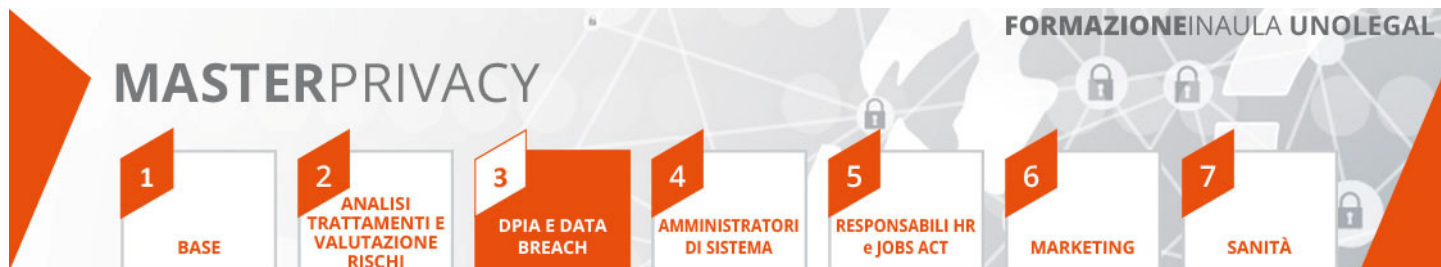 FORMAZIONEINAULA UNOLEGAL
MASTERPRIVACY
1
BASE
2
ANALISI
TRATTAMENTI E
VALUTAZIONE
RISCHI
3
DPIA E DATA
BREACH
4
AMMINISTRATORI
DI SISTEMA
5
RESPONSABILI HR
e JOBS ACT
6
MARKETING
7
SANITÀ